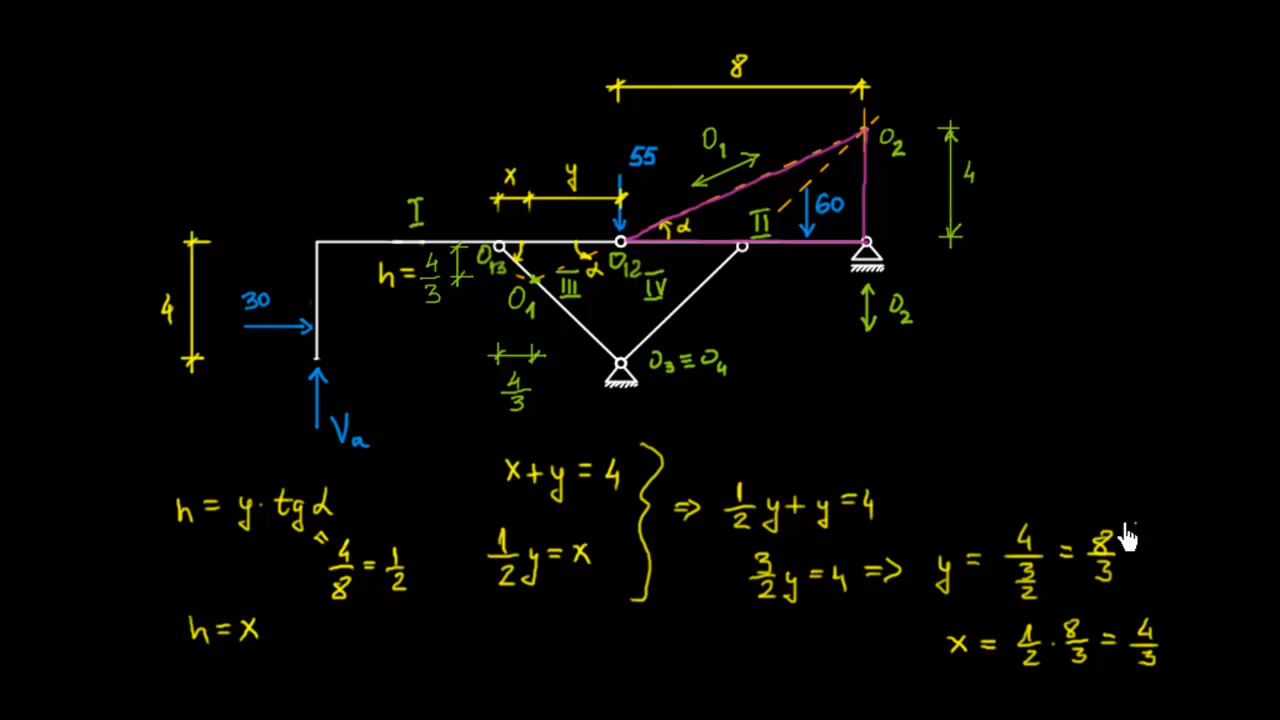 8
55
O1
O2
x
y
4
I
II
60
α
O13
O12
h = 4/3
III
α
IV
O1
30
4
O2
O3 ≡ O4
4/3
Va
x + y = 4
h = y · tg α
4/8 = 1/2
1/2 y = x
⇒ 1/2 y + y = 4
3/2 y = 4 ⇒ y = 4/(3/2) = 8/3
h = x
x = 1/2 · 8/3 = 4/3